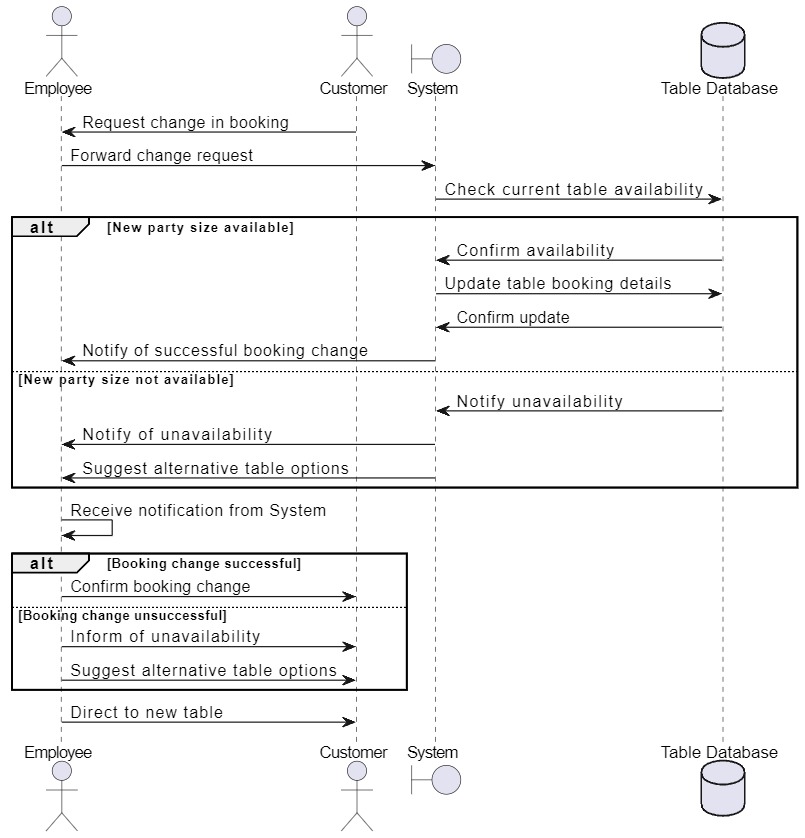 Employee Customer System Table Database
Request change in booking
Forward change request
Check current table availability
alt [New party size available]
Confirm availability
Update table booking details
Confirm update
Notify of successful booking change
[New party size not available]
Notify unavailability
Notify of unavailability
Suggest alternative table options
Receive notification from System
alt [Booking change successful]
Confirm booking change
[Booking change unsuccessful]
Inform of unavailability
Suggest alternative table options
Direct to new table
Employee Customer System Table Database